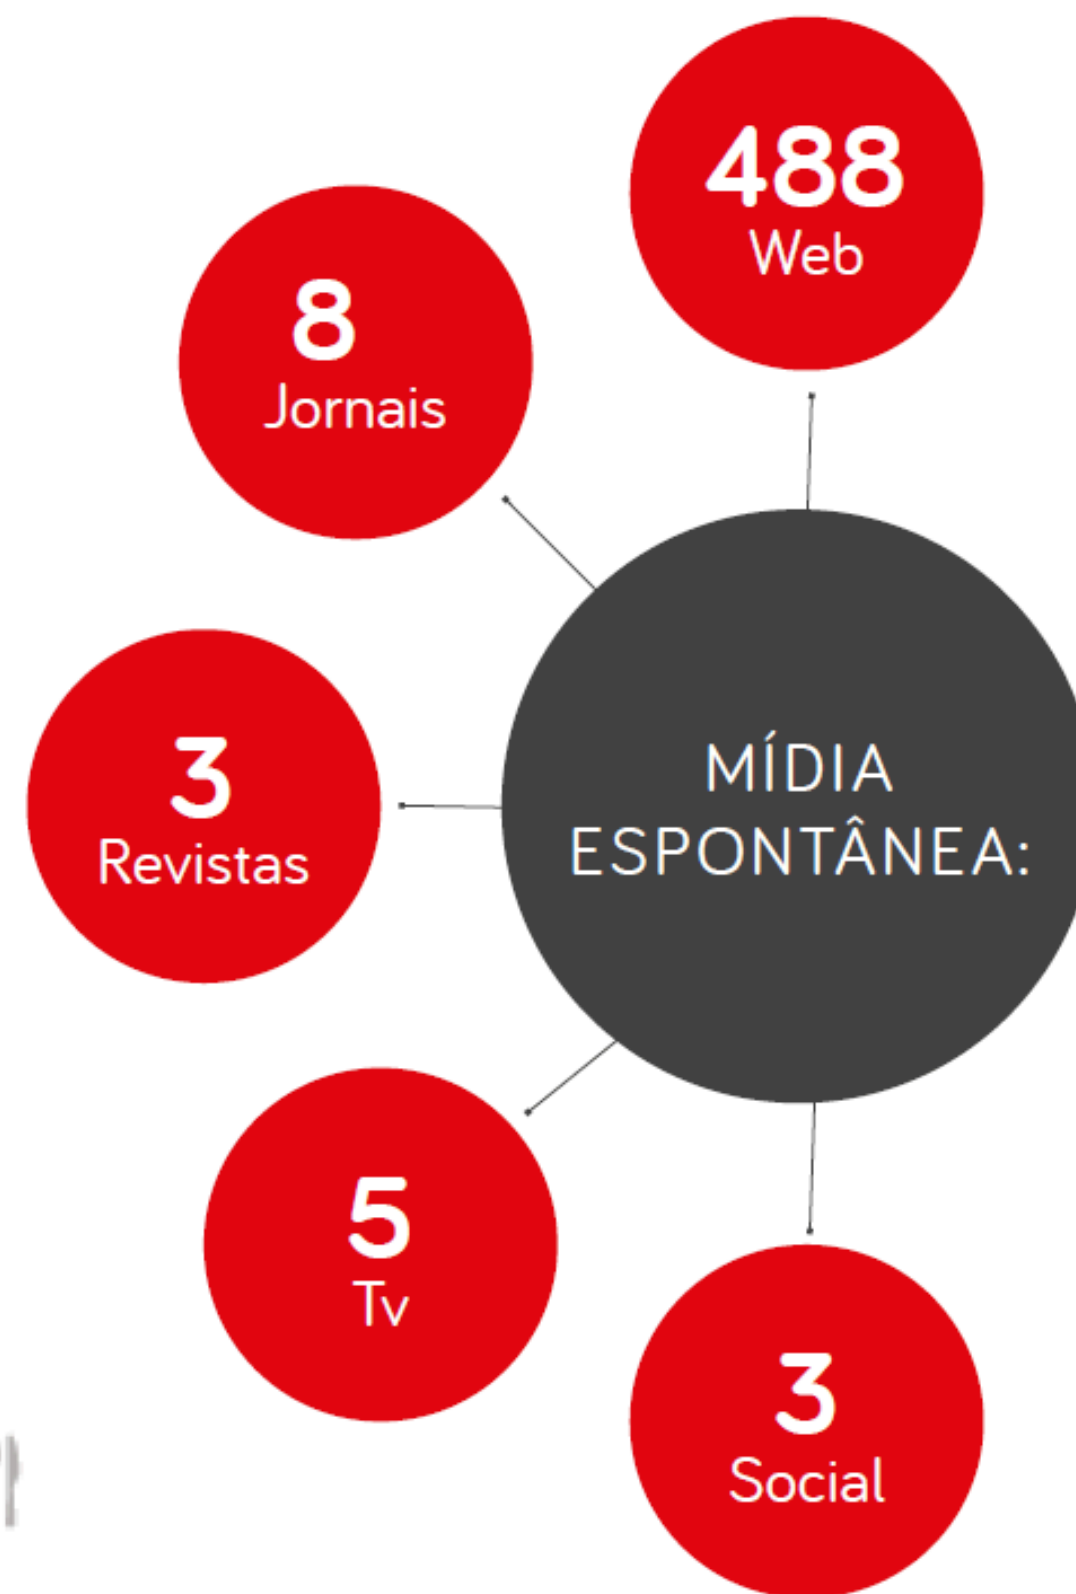 488
Web
8
Jornais
3
Revistas
MÍDIA
ESPONTÂNEA:
5
Tv
3
Social